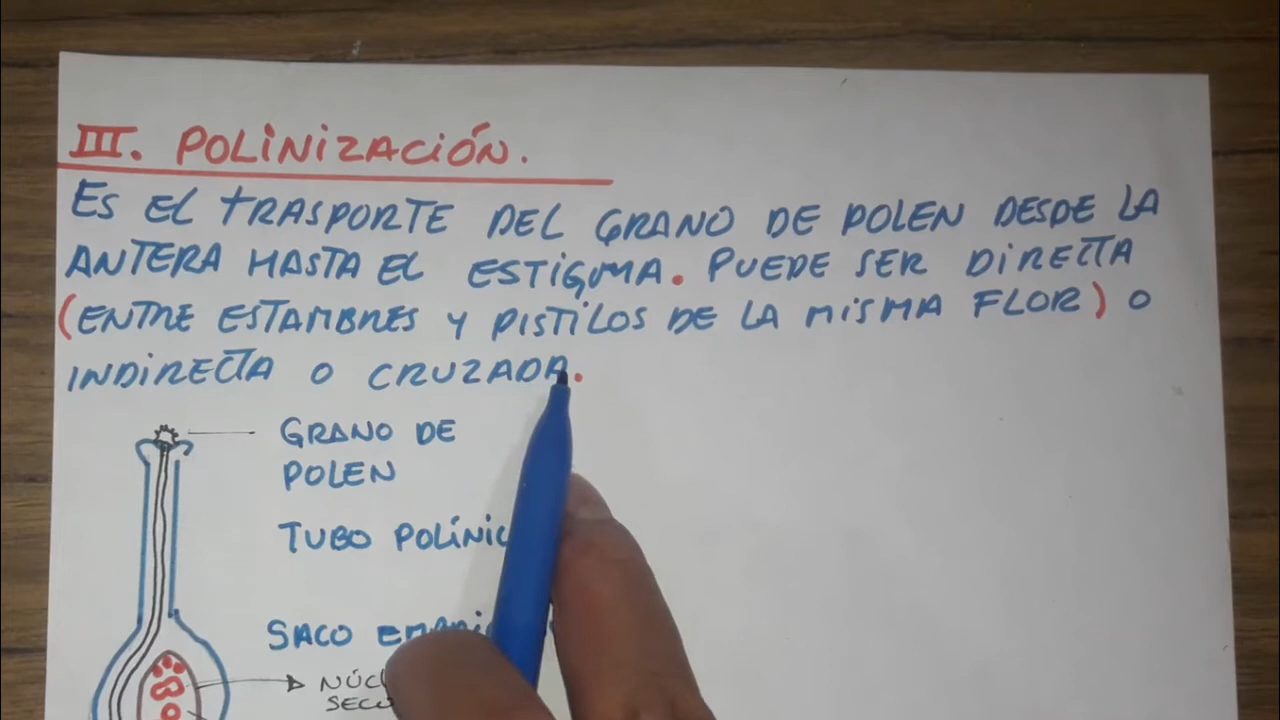 III. POLINIZACIÓN.
ES EL TRASPORTE DEL GRANO DE POLEN DESDE LA
ANTERA HASTA EL ESTIGMA. PUEDE SER DIRECTA
(ENTRE ESTAMBRES Y PISTILOS DE LA MISMA FLOR) O
INDIRECTA O CRUZADA.
GRANO DE
POLEN
TUBO
SACO